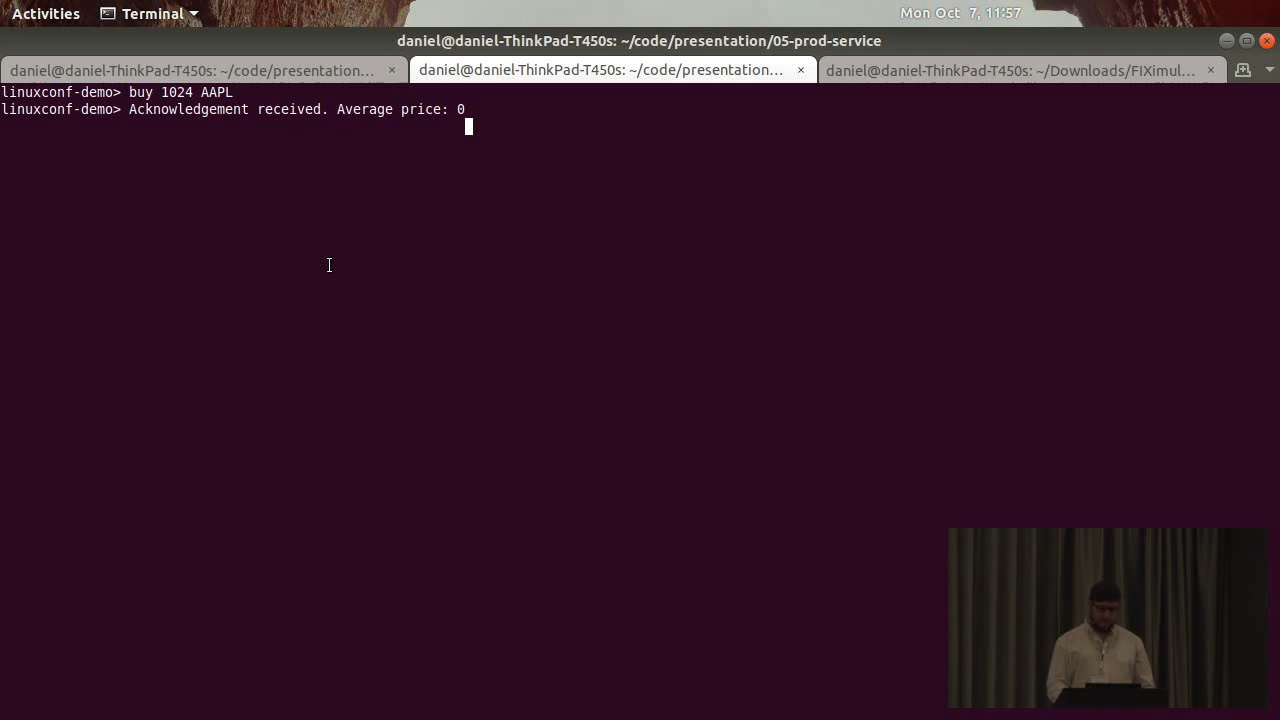 Activities
Terminal
Mon Oct 7, 11:57
daniel@daniel-ThinkPad-T450s: ~/code/presentation/05-prod-service
daniel@daniel-ThinkPad-T450s: ~/code/presentation…
daniel@daniel-ThinkPad-T450s: ~/code/presentation…
daniel@daniel-ThinkPad-T450s: ~/Downloads/FIXimul…
linuxconf-demo> buy 1024 AAPL
linuxconf-demo> Acknowledgement received. Average price: 0